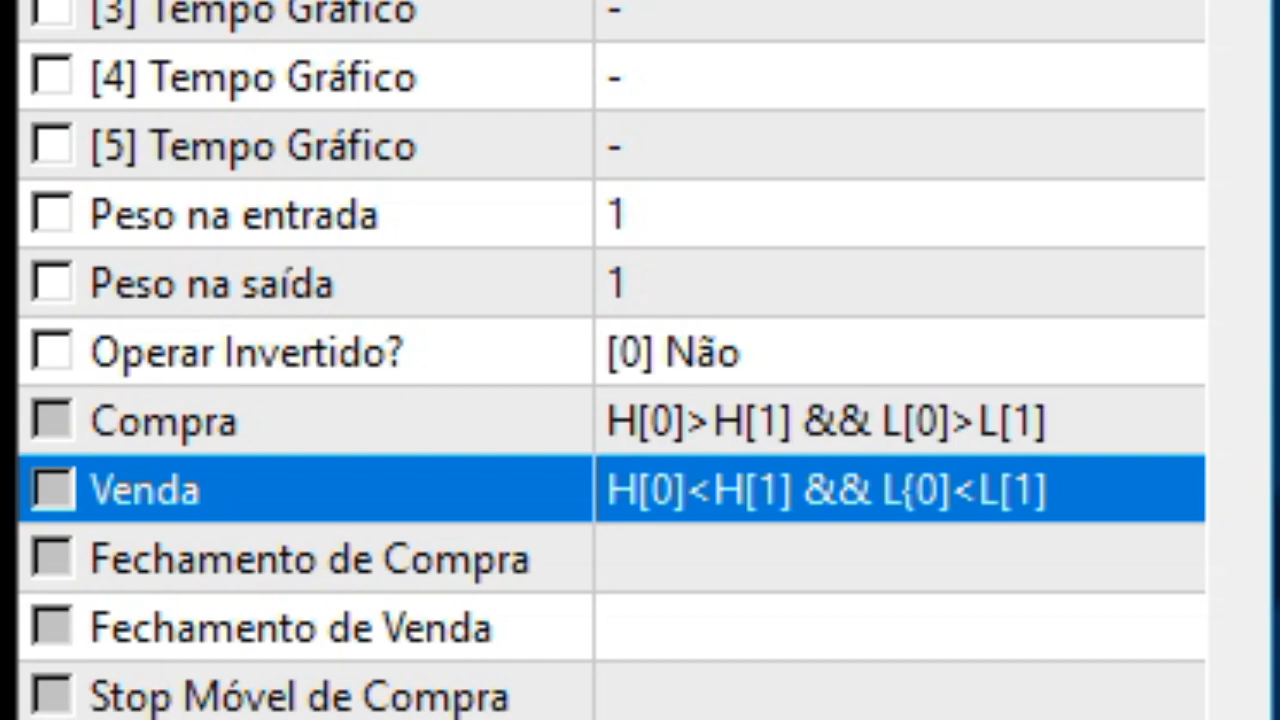 [3] Tempo Gráfico -
[4] Tempo Gráfico -
[5] Tempo Gráfico -
Peso na entrada 1
Peso na saída 1
Operar Invertido? [0] Não
Compra H[0]>H[1] && L[0]>L[1]
Venda H[0]<H[1] && L{0]<L[1]
Fechamento de Compra
Fechamento de Venda
Stop Móvel de Compra